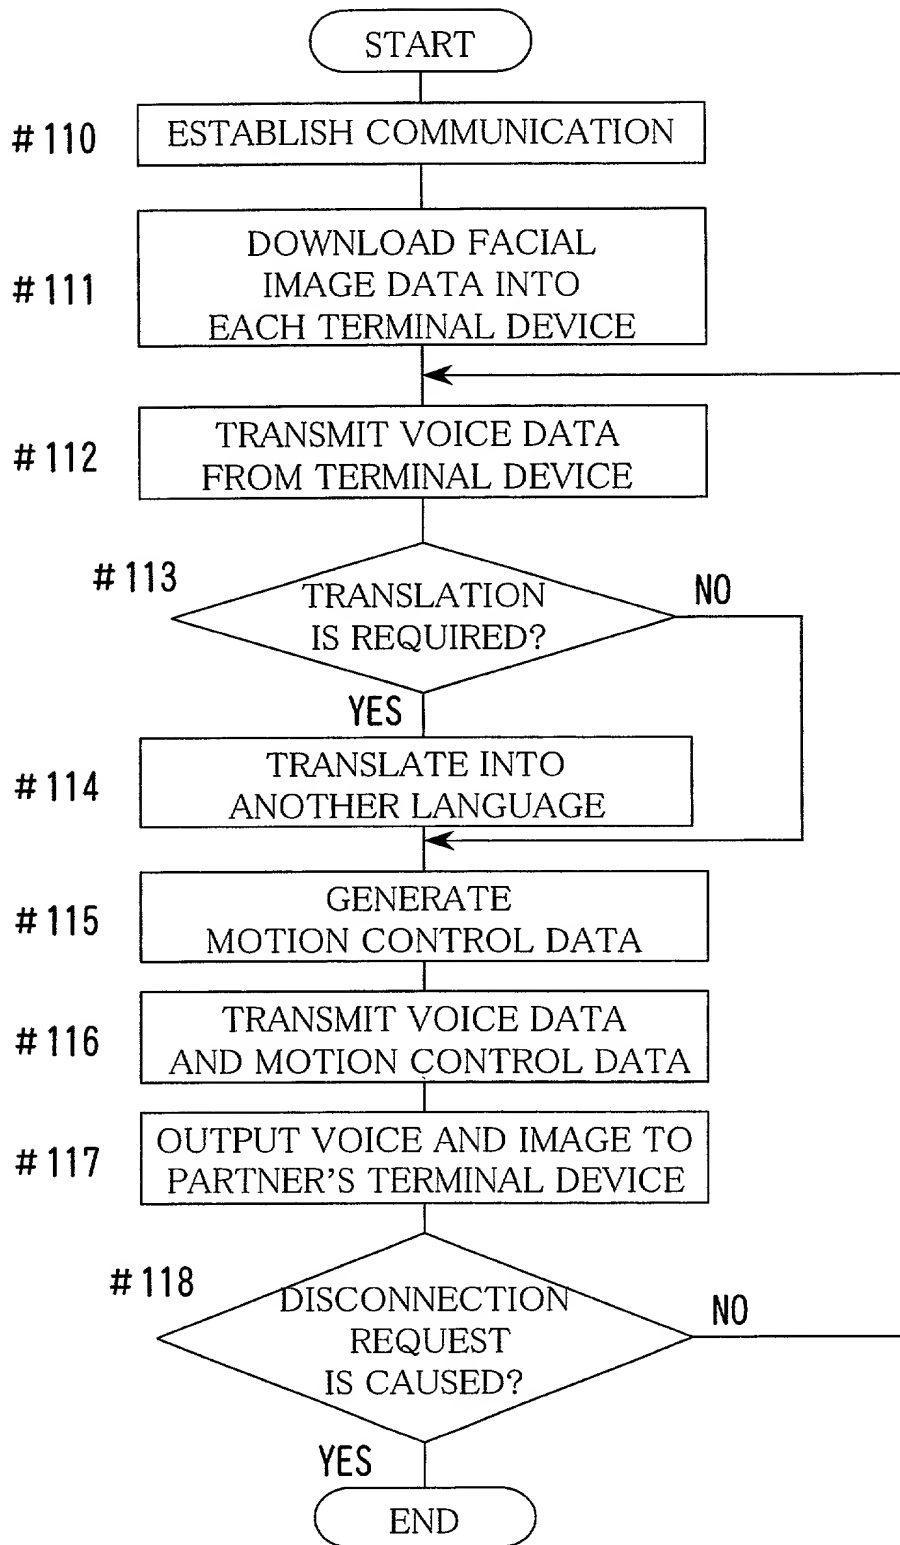 START
#110
ESTABLISH COMMUNICATION
#111
DOWNLOAD FACIAL
IMAGE DATA INTO
EACH TERMINAL DEVICE
#112
TRANSMIT VOICE DATA
FROM TERMINAL DEVICE
#113
TRANSLATION
IS REQUIRED?
NO
YES
#114
TRANSLATE INTO
ANOTHER LANGUAGE
#115
GENERATE
MOTION CONTROL DATA
#116
TRANSMIT VOICE DATA
AND MOTION CONTROL DATA
#117
OUTPUT VOICE AND IMAGE TO
PARTNER'S TERMINAL DEVICE
#118
DISCONNECTION
REQUEST
IS CAUSED?
NO
YES
END